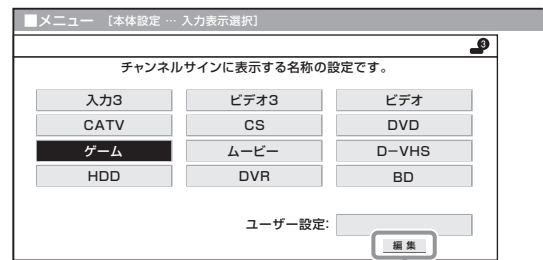 ■メニュー [本体設定 … 入力表示選択]
3
チャンネルサインに表示する名称の設定です。
入力3 ビデオ3 ビデオ
CATV CS DVD
ゲーム ムービー D−VHS
HDD DVR BD
ユーザー設定:
編 集